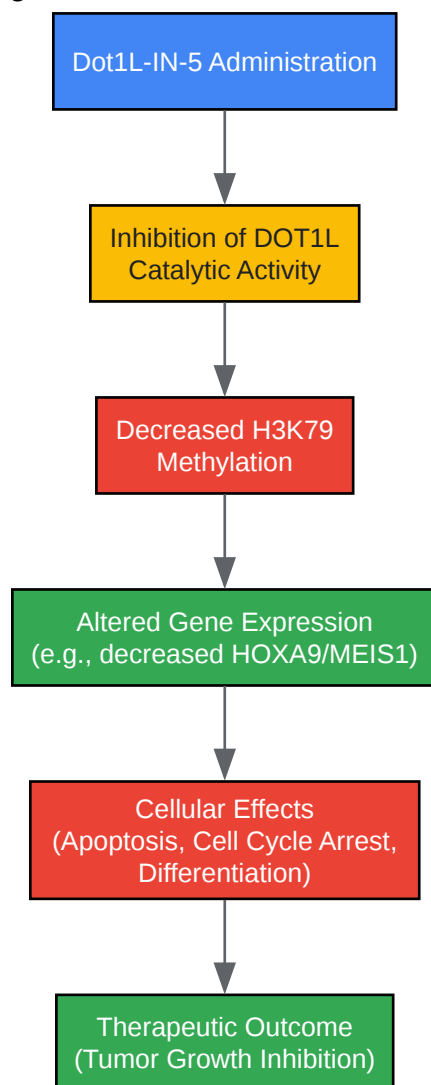 Dot1L-IN-5 Administration
Inhibition of DOT1L
Catalytic Activity
Decreased H3K79
Methylation
Altered Gene Expression
(e.g., decreased HOXA9/MEIS1)
Cellular Effects
(Apoptosis, Cell Cycle Arrest,
Differentiation)
Therapeutic Outcome
(Tumor Growth Inhibition)